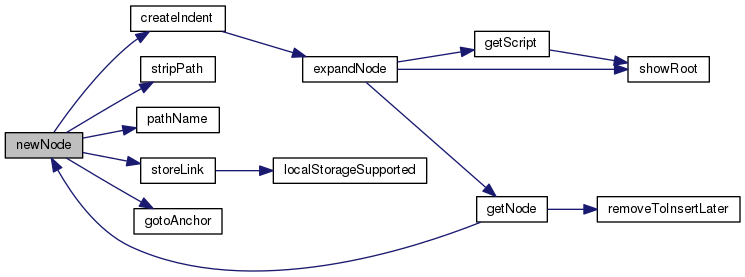 createIndent
getScript
stripPath
expandNode
showRoot
pathName
newNode
storeLink
localStorageSupported
getNode
removeToInsertLater
gotoAnchor